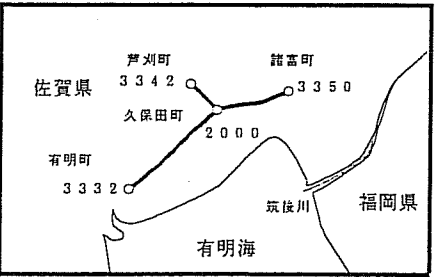 芦刈町
諸富町
3342
3350
佐賀県
久保田町
2000
有明町
3332
筑後川
福岡県
有明海